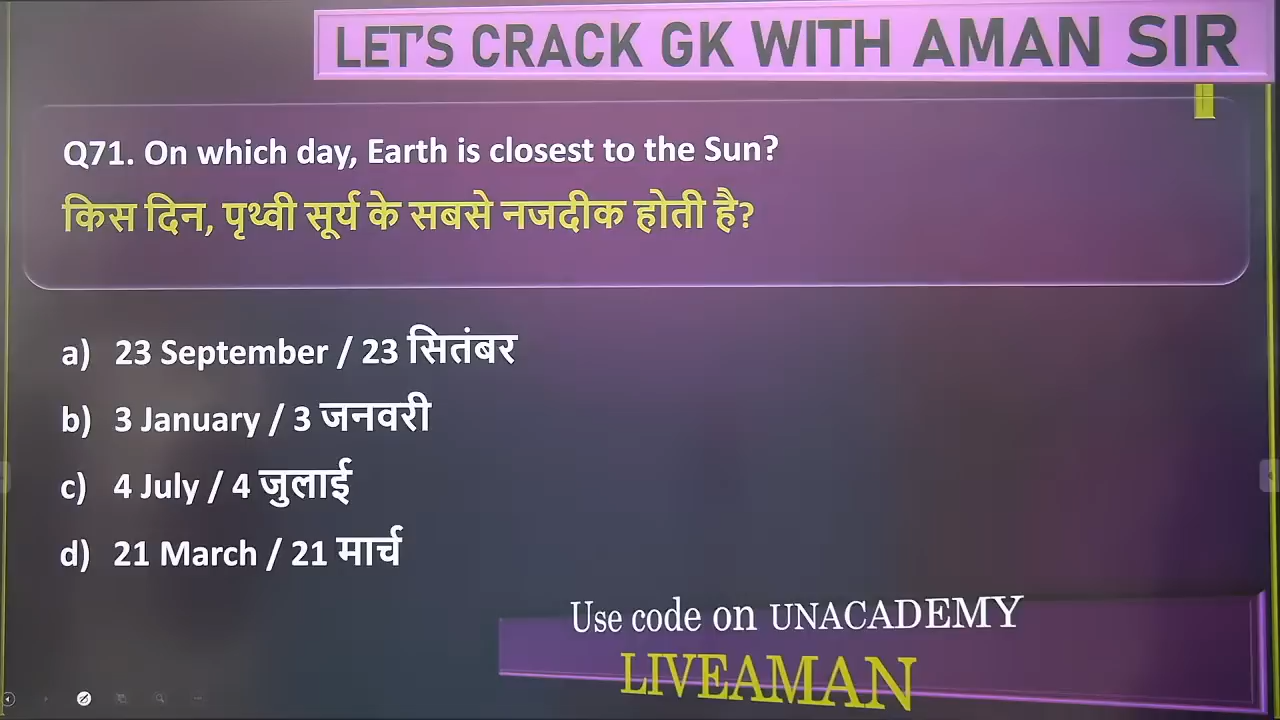 LET'S CRACK GK WITH AMAN SIR
Q71. On which day, Earth is closest to the Sun?
किस दिन, पृथ्वी सूर्य के सबसे नजदीक होती है?
a) 23 September / 23 सितंबर
b) 3 January / 3 जनवरी
c) 4 July / 4 जुलाई
d) 21 March / 21 मार्च
Use code on UNACADEMY
LIVEAMAN